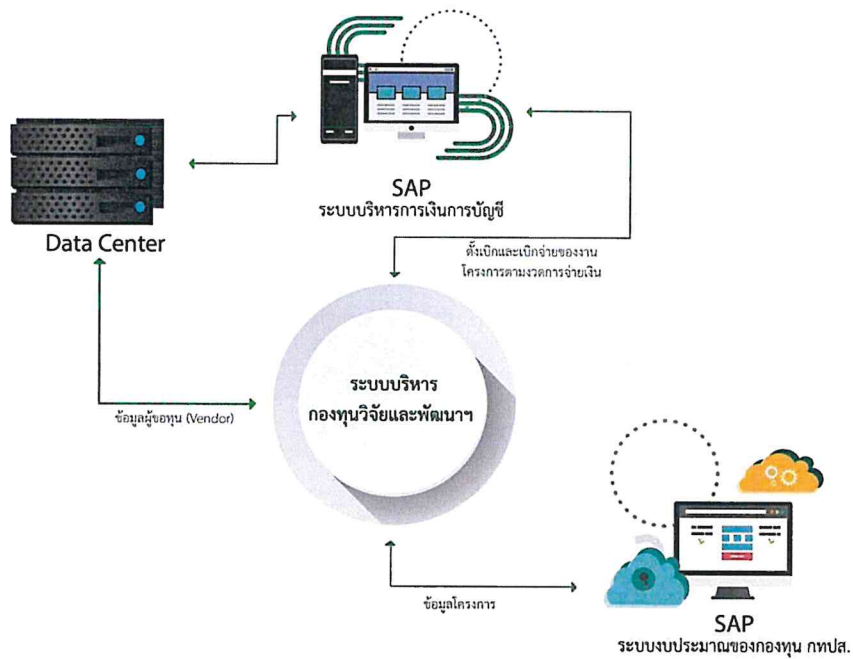 SAP
ระบบบริหารการเงินการบัญชี
Data Center
ตั้งเบิกและเบิกจ่ายของงาน
โครงการตามงวดการจ่ายเงิน
ระบบบริหาร
กองทุนวิจัยและพัฒนาฯ
ข้อมูลผู้ขอทุน (Vendor)
ข้อมูลโครงการ
SAP
ระบบงบประมาณของกองทุน กทปส.